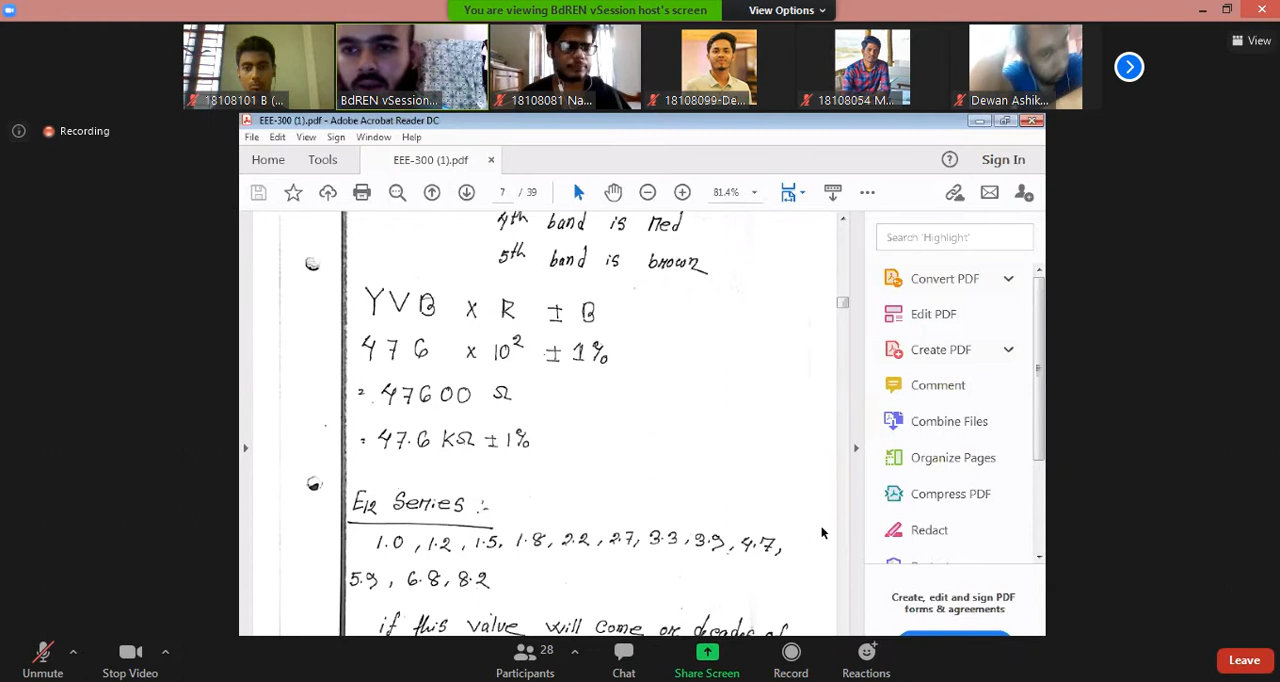 You are viewing BdREN vSession host's screen
View Options
View
18108101 B (...
BdREN vSession...
18108081 Na...
18108099-De...
18108054 M...
Dewan Ashik...
Recording
EEE-300 (1).pdf - Adobe Acrobat Reader DC
File Edit View Sign Window Help
Home Tools EEE-300 (1).pdf × Sign In
7 / 39 81.4%
4th band is Red
5th band is brown
YVB × R ± B
476 × 10² ± 1%
= 47600 Ω
= 47.6 KΩ ± 1%
E12 Series :-
1.0, 1.2, 1.5, 1.8, 2.2, 2.7, 3.3, 3.9, 4.7,
5.9, 6.8, 8.2
if this value will come or decades of
Search 'Highlight'
Convert PDF
Edit PDF
Create PDF
Comment
Combine Files
Organize Pages
Compress PDF
Redact
Create, edit and sign PDF
forms & agreements
Unmute
Stop Video
28
Participants
Chat
Share Screen
Record
Reactions
Leave